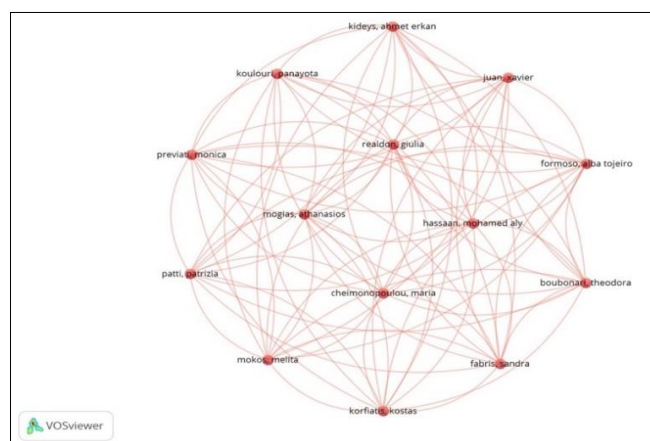 kideys, ahmet erkan
koulouri, panayota
juan, xavier
realdon, giulia
previati, monica
formoso, alba tojeiro
mogias, athanasios
hassaan, mohamed aly
patti, patrizia
boubonari, theodora
cheimonopoulou, maria
mokos, melita
fabris, sandra
korfiatis, kostas
VOSviewer